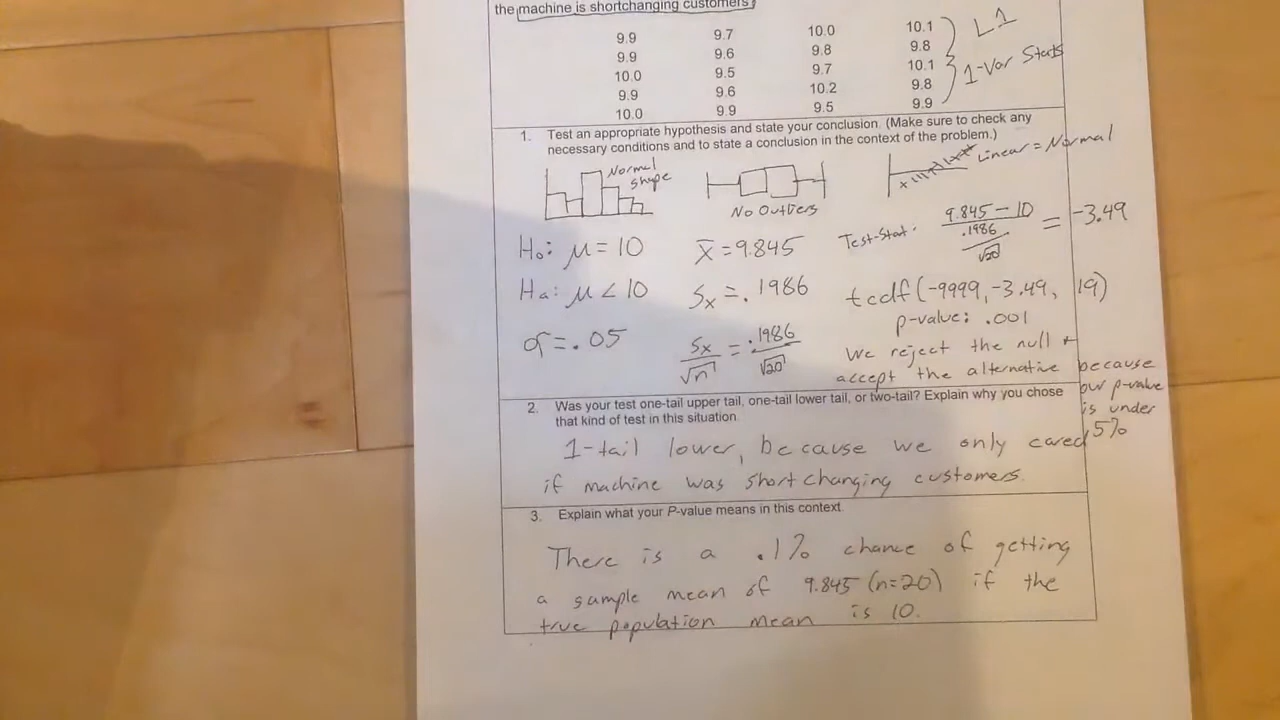 the machine is shortchanging customers.
9.9 9.7 10.0 10.1
9.9 9.6 9.8 9.8
10.0 9.5 9.7 10.1
9.9 9.6 10.2 9.8
10.0 9.9 9.5 9.9
L1
1-Var Stats
1. Test an appropriate hypothesis and state your conclusion. (Make sure to check any
necessary conditions and to state a conclusion in the context of the problem.)
Normal
shape
No Outliers
Linear = Normal
H₀: μ = 10
Hₐ: μ < 10
σ = .05
x̄ = 9.845
Sₓ = .1986
Sₓ/√n = .1986/√20
Test-Stat: (9.845 - 10)/(.1986/√20) = -3.49
tcdf(-9999, -3.49, 19)
p-value: .001
We reject the null +
accept the alternative because
our p-value
is under
5%
2. Was your test one-tail upper tail, one-tail lower tail, or two-tail? Explain why you chose
that kind of test in this situation.
1-tail lower, because we only cared
if machine was shortchanging customers.
3. Explain what your P-value means in this context.
There is a .1% chance of getting
a sample mean of 9.845 (n=20) if the
true population mean is 10.